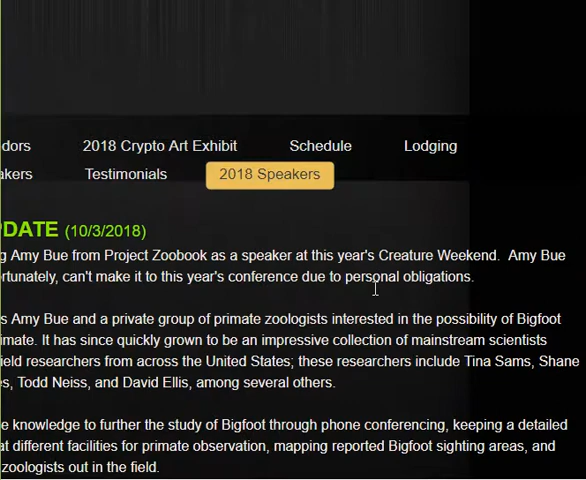 dors 2018 Crypto Art Exhibit Schedule Lodging
akers Testimonials 2018 Speakers
PDATE (10/3/2018)
g Amy Bue from Project Zoobook as a speaker at this year's Creature Weekend. Amy Bue
ortunately, can't make it to this year's conference due to personal obligations.
s Amy Bue and a private group of primate zoologists interested in the possibility of Bigfoot
imate. It has since quickly grown to be an impressive collection of mainstream scientists
field researchers from across the United States; these researchers include Tina Sams, Shane
es, Todd Neiss, and David Ellis, among several others.
e knowledge to further the study of Bigfoot through phone conferencing, keeping a detailed
at different facilities for primate observation, mapping reported Bigfoot sighting areas, and
zoologists out in the field.